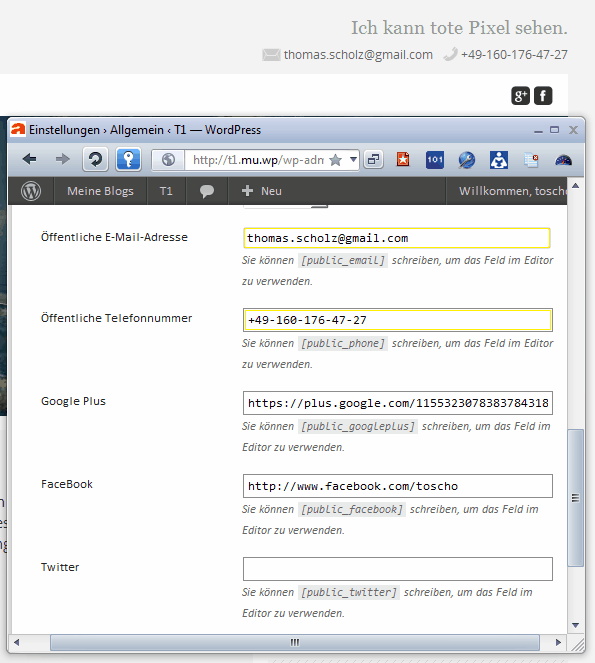 Ich kann tote Pixel sehen.
thomas.scholz@gmail.com +49-160-176-47-27
g+ f
Einstellungen › Allgemein ‹ T1 — WordPress
http://t1.mu.wp/wp-adn
101
Meine Blogs T1 Neu Willkommen, tosch
Öffentliche E-Mail-Adresse
thomas.scholz@gmail.com
Sie können [public_email] schreiben, um das Feld im Editor
zu verwenden.
Öffentliche Telefonnummer
+49-160-176-47-27
Sie können [public_phone] schreiben, um das Feld im Editor
zu verwenden.
Google Plus
https://plus.google.com/1155323078383784318
Sie können [public_googleplus] schreiben, um das Feld im
Editor zu verwenden.
FaceBook
http://www.facebook.com/toscho
Sie können [public_facebook] schreiben, um das Feld im
Editor zu verwenden.
Twitter
Sie können [public_twitter] schreiben, um das Feld im
Editor zu verwenden.